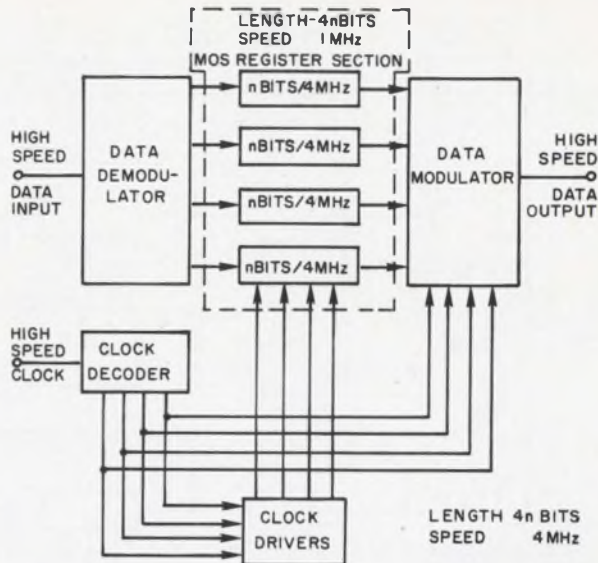 LENGTH-4nBITS
SPEED 1MHz
MOS REGISTER SECTION
nBITS/4MHz
nBITS/4MHz
nBITS/4MHz
nBITS/4MHz
HIGH
SPEED
DATA
INPUT
DATA
DEMODU-
LATOR
DATA
MODULATOR
HIGH
SPEED
DATA
OUTPUT
HIGH
SPEED
CLOCK
CLOCK
DECODER
CLOCK
DRIVERS
LENGTH 4n BITS
SPEED 4MHz